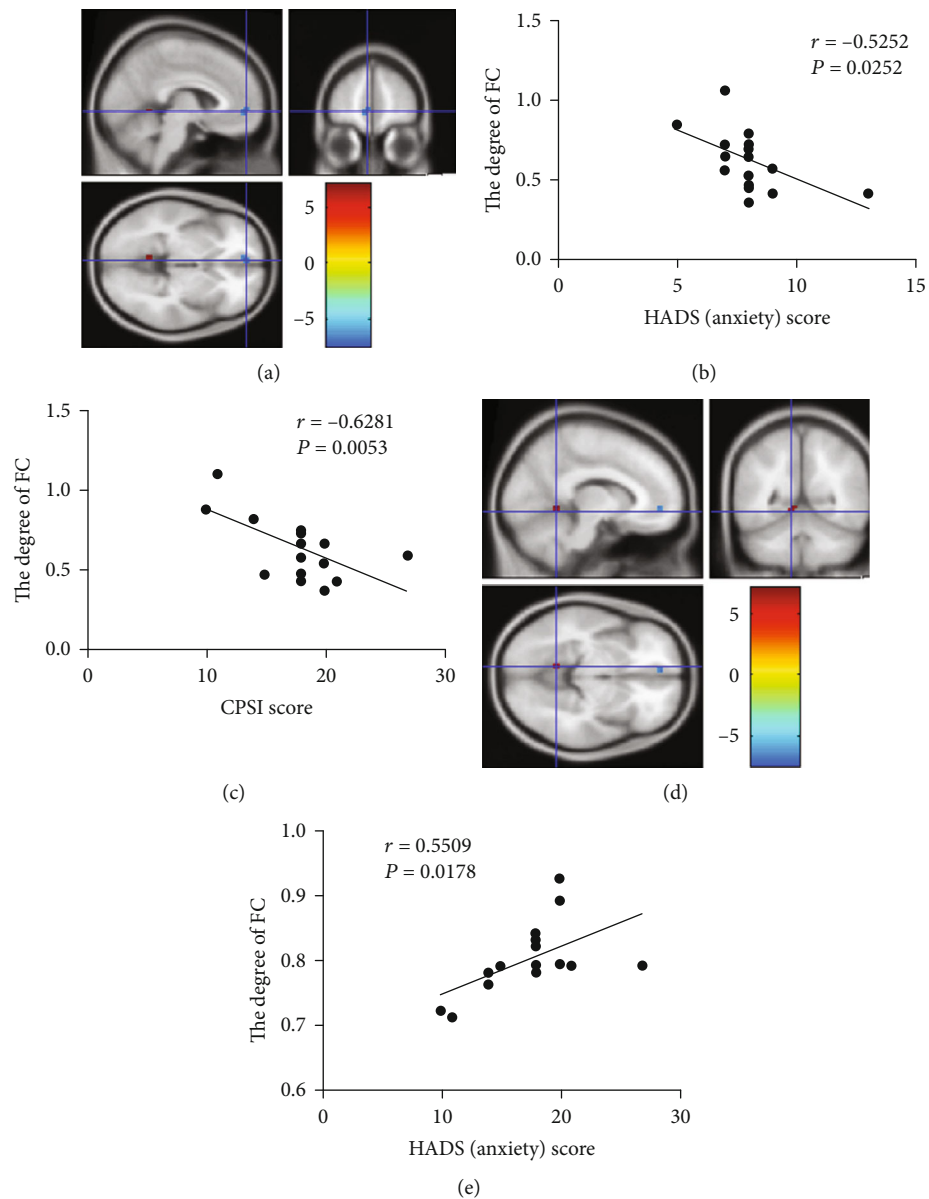 5
0
−5
(a)
1.5
1.0
0.5
0.0
The degree of FC
r = −0.5252
P = 0.0252
0
5
10
15
HADS (anxiety) score
(b)
1.5
1.0
0.5
0.0
The degree of FC
r = −0.6281
P = 0.0053
0
10
20
30
CPSI score
(c)
5
0
−5
(d)
1.0
0.9
0.8
0.7
0.6
The degree of FC
r = 0.5509
P = 0.0178
0
10
20
30
HADS (anxiety) score
(e)